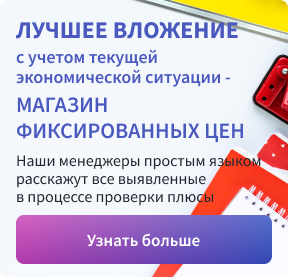 ЛУЧШЕЕ ВЛОЖЕНИЕ
с учетом текущей
экономической ситуации -
МАГАЗИН
ФИКСИРОВАННЫХ ЦЕН
Наши менеджеры простым языком
расскажут все выявленные
в процессе проверки плюсы
Узнать больше